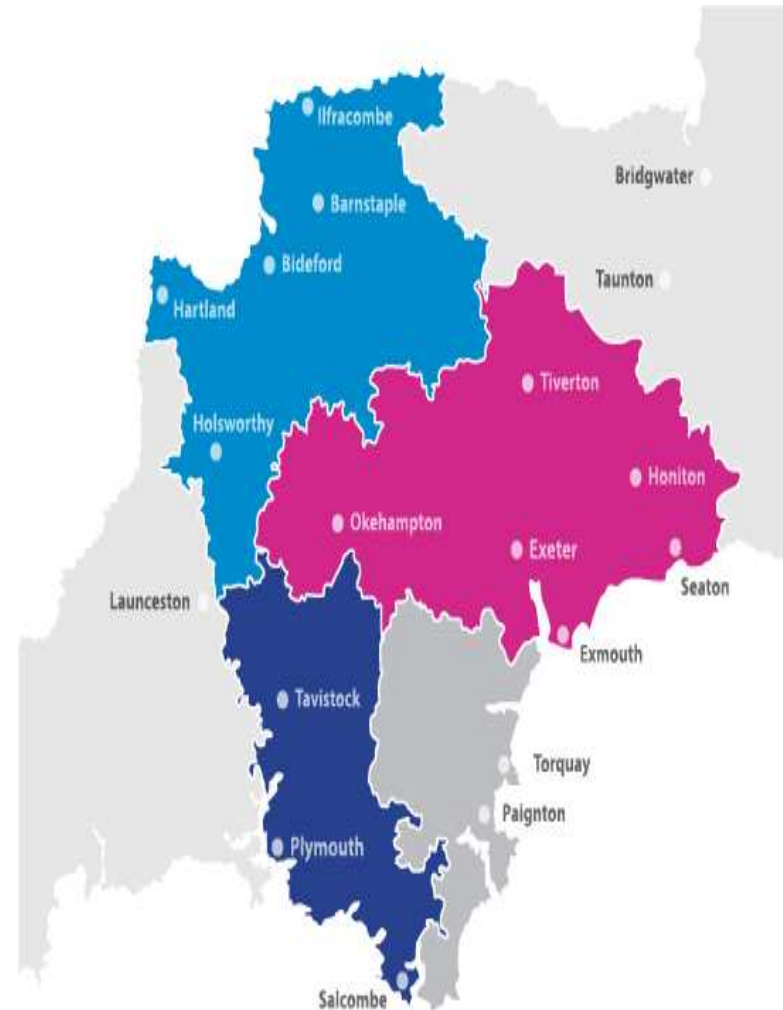 Ilfracombe
Bridgwater
Barnstaple
Bideford
Taunton
Hartland
Tiverton
Holsworthy
Honiton
Okehampton
Exeter
Seaton
Launceston
Exmouth
Tavistock
Torquay
Paignton
Plymouth
Salcombe